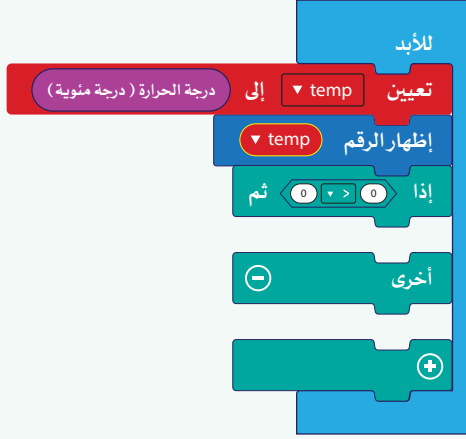 للأبد
تعيين temp ▼ إلى درجة الحرارة ( درجة مئوية )
إظهار الرقم temp ▼
إذا 0 > ▼ 0 ثم
أخرى